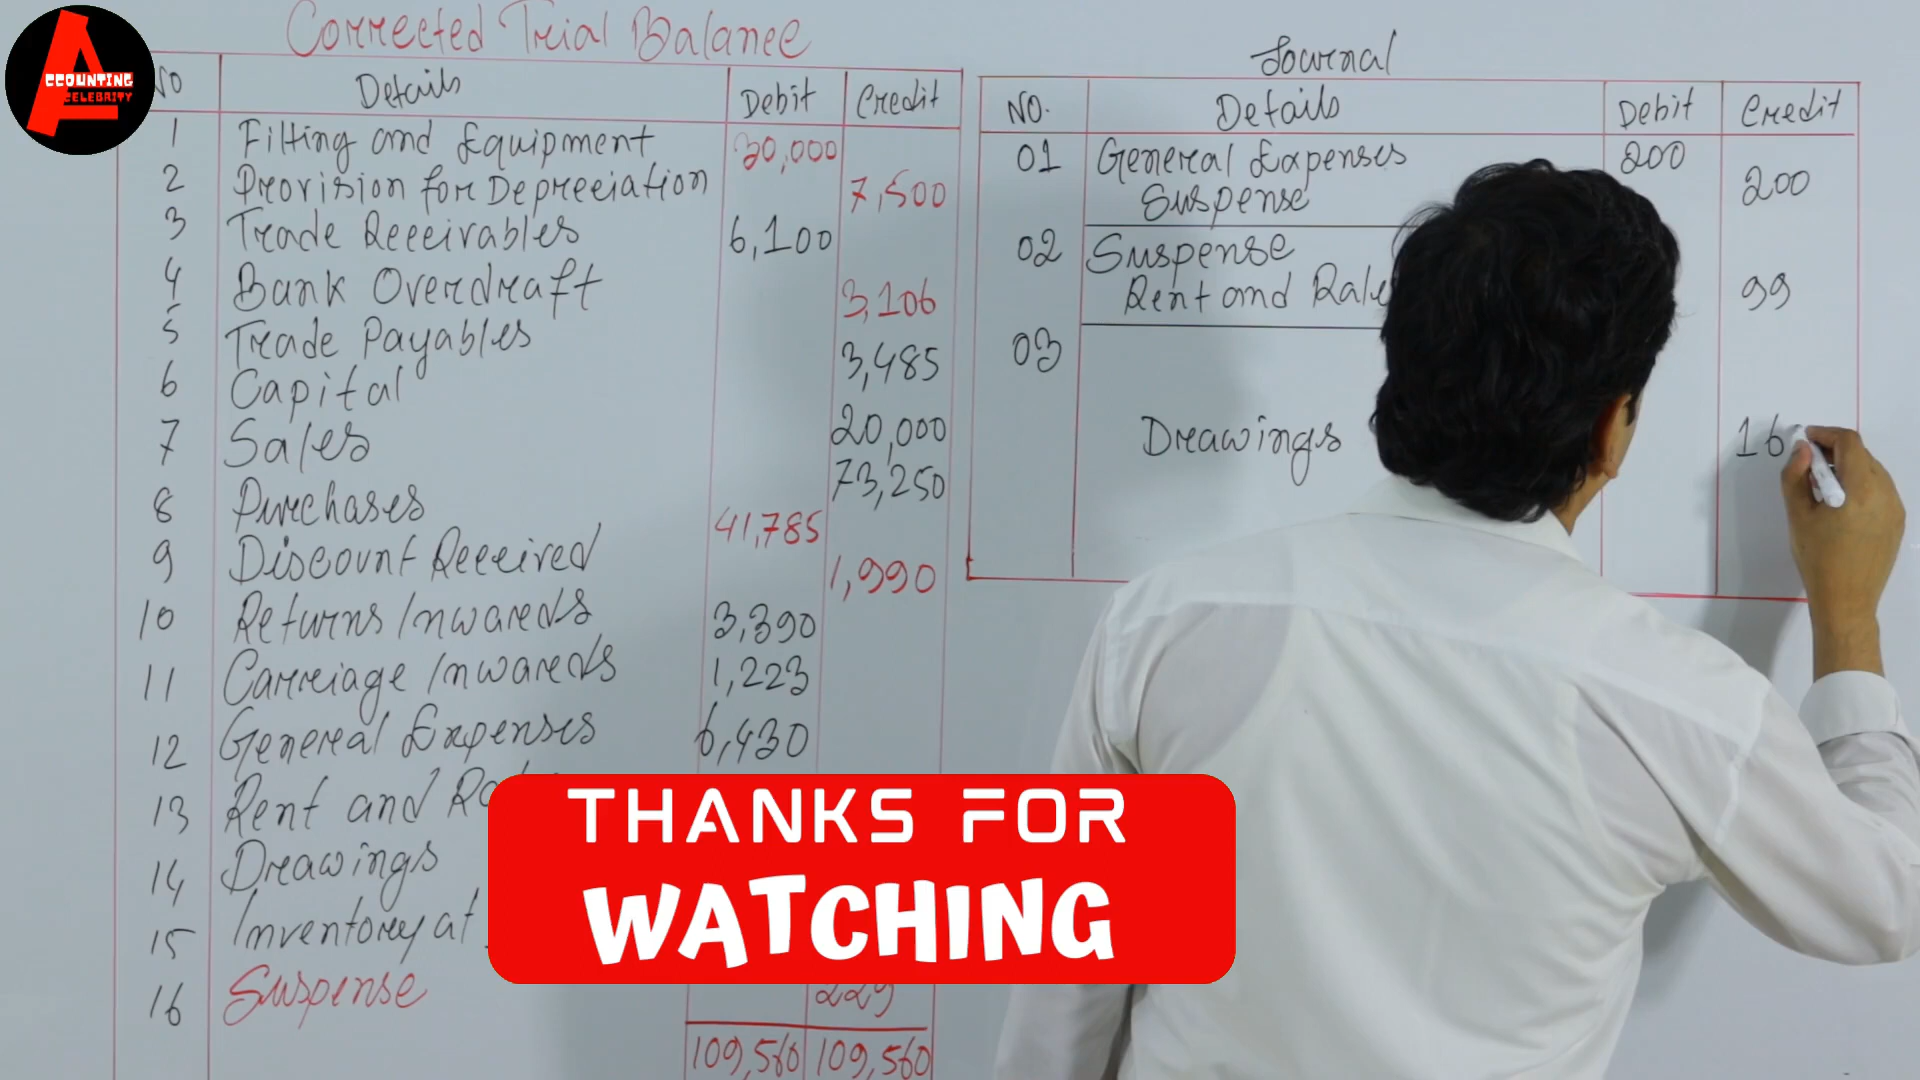 ACCOUNTING
CELEBRITY
Corrected Trial Balance
No Details Debit Credit
1 Fitting and Equipment 30,000
2 Provision for Depreciation 7,500
3 Trade Receivables 6,100
4 Bank Overdraft 3,106
5 Trade Payables 3,485
6 Capital 20,000
7 Sales 73,250
8 Purchases 41,785
9 Discount Received 1,990
10 Returns Inwards 3,390
11 Carriage Inwards 1,223
12 General Expenses 6,430
13 Rent and
14 Drawings
15 Inventory at
16 Suspense 229
109,560 109,560
Journal
NO. Details Debit Credit
01 General Expenses 200
Suspense 200
02 Suspense
Rent and Rates 99
03
Drawings 16
THANKS FOR
WATCHING